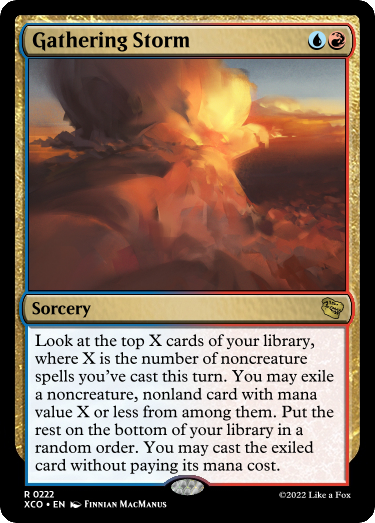 Gathering Storm
Sorcery
Look at the top X cards of your library,
where X is the number of noncreature
spells you've cast this turn. You may exile
a noncreature, nonland card with mana
value X or less from among them. Put the
rest on the bottom of your library in a
random order. You may cast the exiled
card without paying its mana cost.
R 0222
XCO • EN Finnian MacManus
©2022 Like a Fox